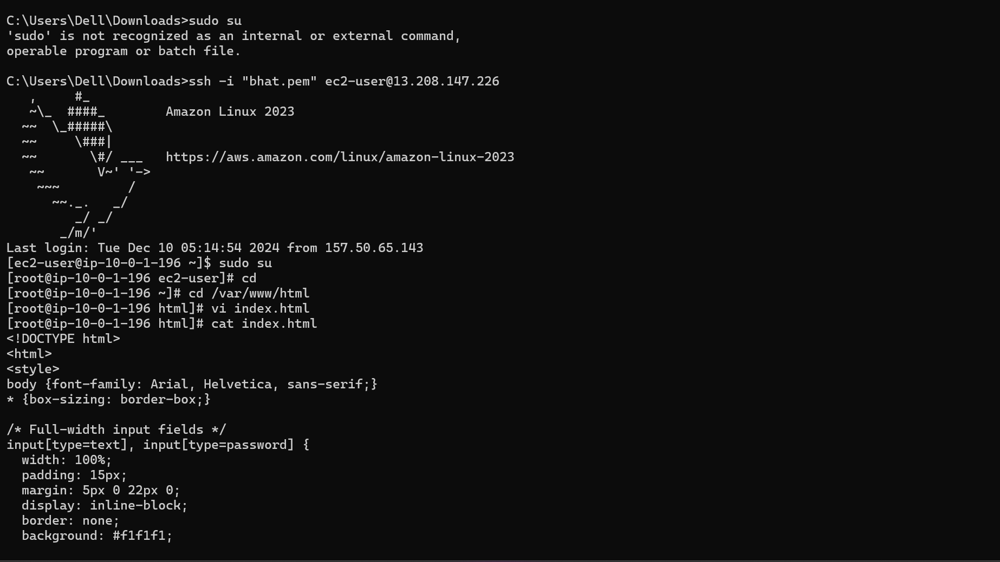 C:\Users\Dell\Downloads>sudo su
'sudo' is not recognized as an internal or external command,
operable program or batch file.

C:\Users\Dell\Downloads>ssh -i "bhat.pem" ec2-user@13.208.147.226
   ,     #_
   ~\_  ####_        Amazon Linux 2023
  ~~  \_#####\
  ~~     \###|
  ~~       \#/ ___   https://aws.amazon.com/linux/amazon-linux-2023
   ~~       V~' '->
    ~~~         /
      ~~._.   _/
         _/ _/
       _/m/'
Last login: Tue Dec 10 05:14:54 2024 from 157.50.65.143
[ec2-user@ip-10-0-1-196 ~]$ sudo su
[root@ip-10-0-1-196 ec2-user]# cd
[root@ip-10-0-1-196 ~]# cd /var/www/html
[root@ip-10-0-1-196 html]# vi index.html
[root@ip-10-0-1-196 html]# cat index.html
<!DOCTYPE html>
<html>
<style>
body {font-family: Arial, Helvetica, sans-serif;}
* {box-sizing: border-box;}

/* Full-width input fields */
input[type=text], input[type=password] {
  width: 100%;
  padding: 15px;
  margin: 5px 0 22px 0;
  display: inline-block;
  border: none;
  background: #f1f1f1;